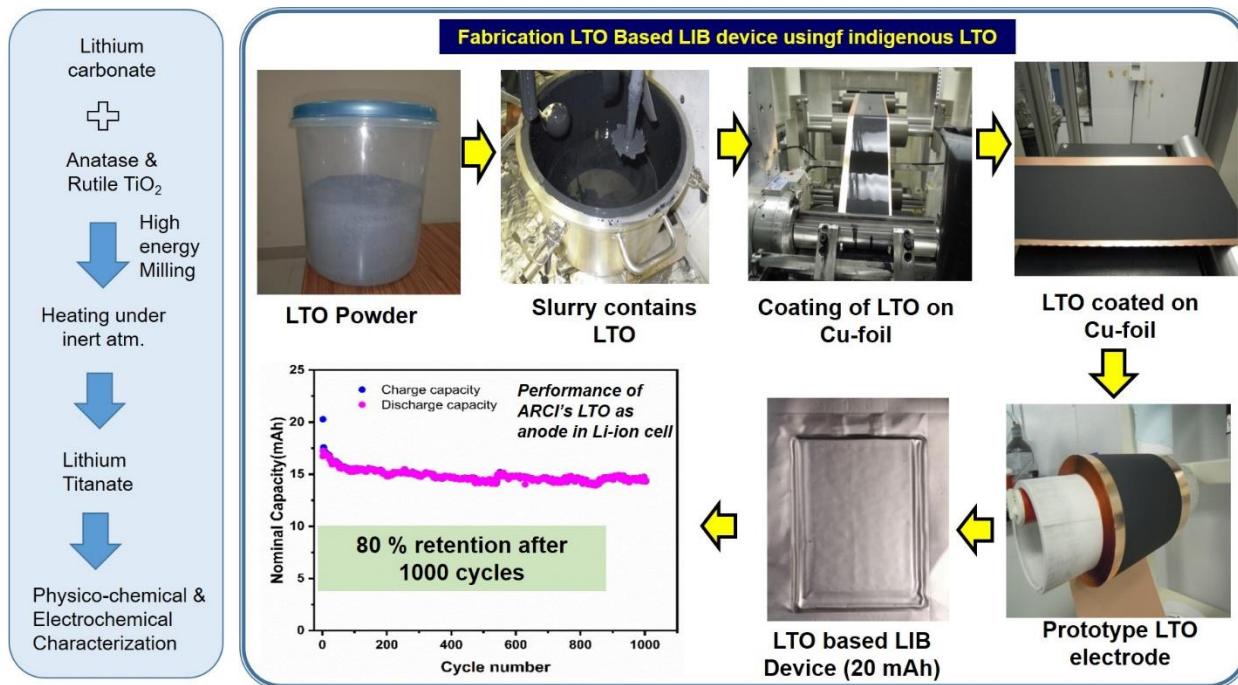 Lithium
carbonate
Anatase &
Rutile TiO₂
High
energy
Milling
Heating under
inert atm.
Lithium
Titanate
Physico-chemical &
Electrochemical
Characterization
Fabrication LTO Based LIB device usingf indigenous LTO
LTO Powder
Slurry contains
LTO
Coating of LTO on
Cu-foil
LTO coated on
Cu-foil
Prototype LTO
electrode
LTO based LIB
Device (20 mAh)
Charge capacity
Discharge capacity
Performance of
ARCI's LTO as
anode in Li-ion cell
80 % retention after
1000 cycles
Nominal Capacity(mAh)
25
20
15
10
5
0
0
200
400
600
800
1000
Cycle number